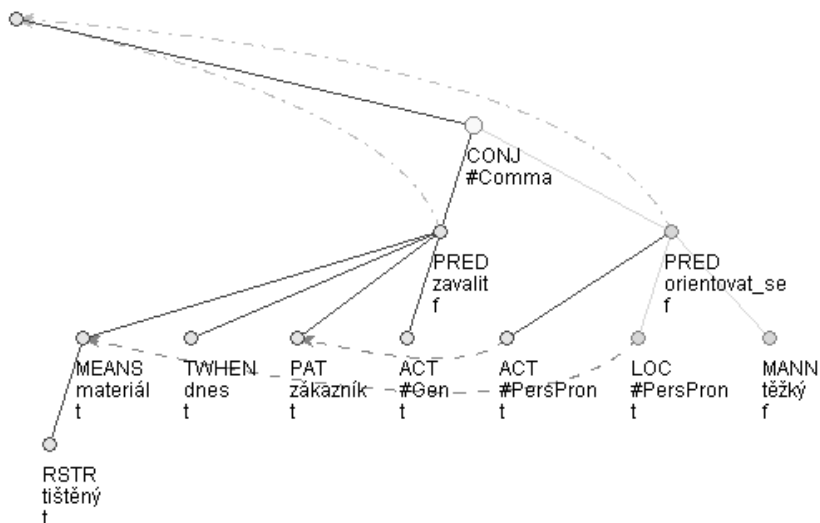 CONJ
#Comma
PRED
zavalit
f
PRED
orientovat_se
f
MEANS
materiál
t
TWHEN
dnes
t
PAT
zákazník
t
ACT
#Gen
t
ACT
#PersPron
t
LOC
#PersPron
t
MANN
těžký
f
RSTR
tištěný
t